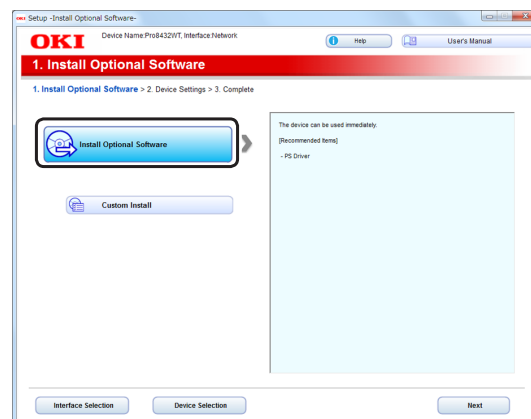 OKI Setup -Install Optional Software-
OKI
Device Name:Pro8432WT, Interface:Network
Help
User's Manual
1. Install Optional Software
1. Install Optional Software > 2. Device Settings > 3. Complete
Install Optional Software
Custom Install
The device can be used immediately.
[Recommended Items]
- PS Driver
Interface Selection
Device Selection
Next